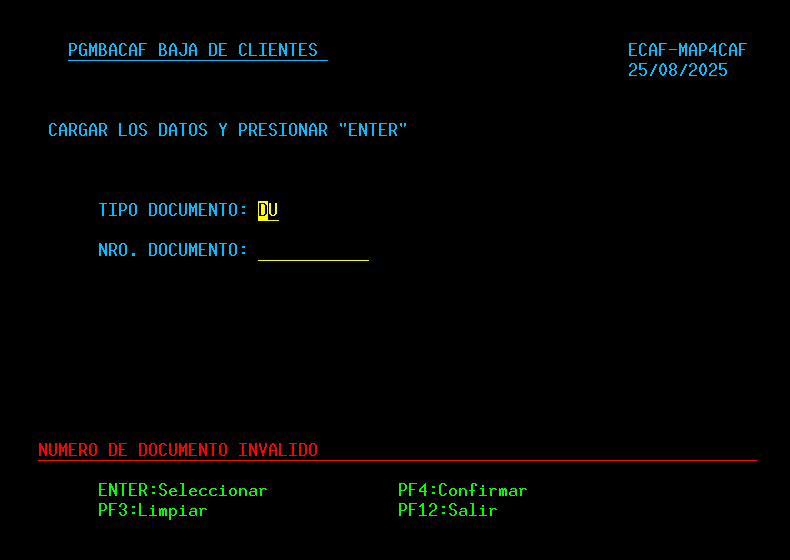 PGMBACAF BAJA DE CLIENTES ECAF-MAP4CAF
25/08/2025
CARGAR LOS DATOS Y PRESIONAR "ENTER"
TIPO DOCUMENTO: DU
NRO. DOCUMENTO:
NUMERO DE DOCUMENTO INVALIDO
ENTER:Seleccionar PF4:Confirmar
PF3:Limpiar PF12:Salir